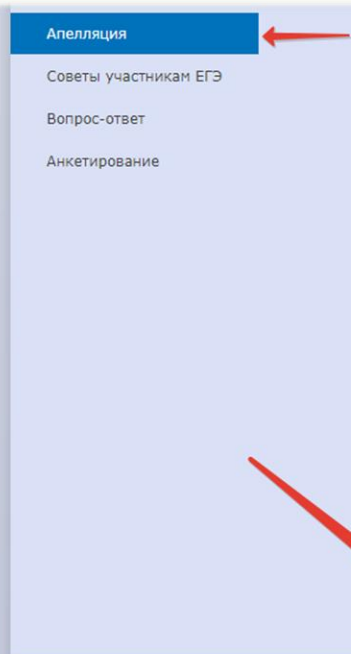 Апелляция
Советы участникам ЕГЭ
Вопрос-ответ
Анкетирование